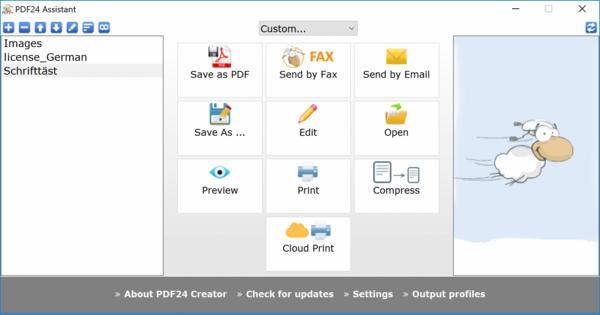 PDF24 Assistant
Custom...
Images
license_German
Schrifttäst
PDF
Save as PDF
FAX
Send by Fax
Send by Email
Save As ...
Edit
Open
Preview
Print
Compress
Cloud Print
» About PDF24 Creator » Check for updates » Settings » Output profiles